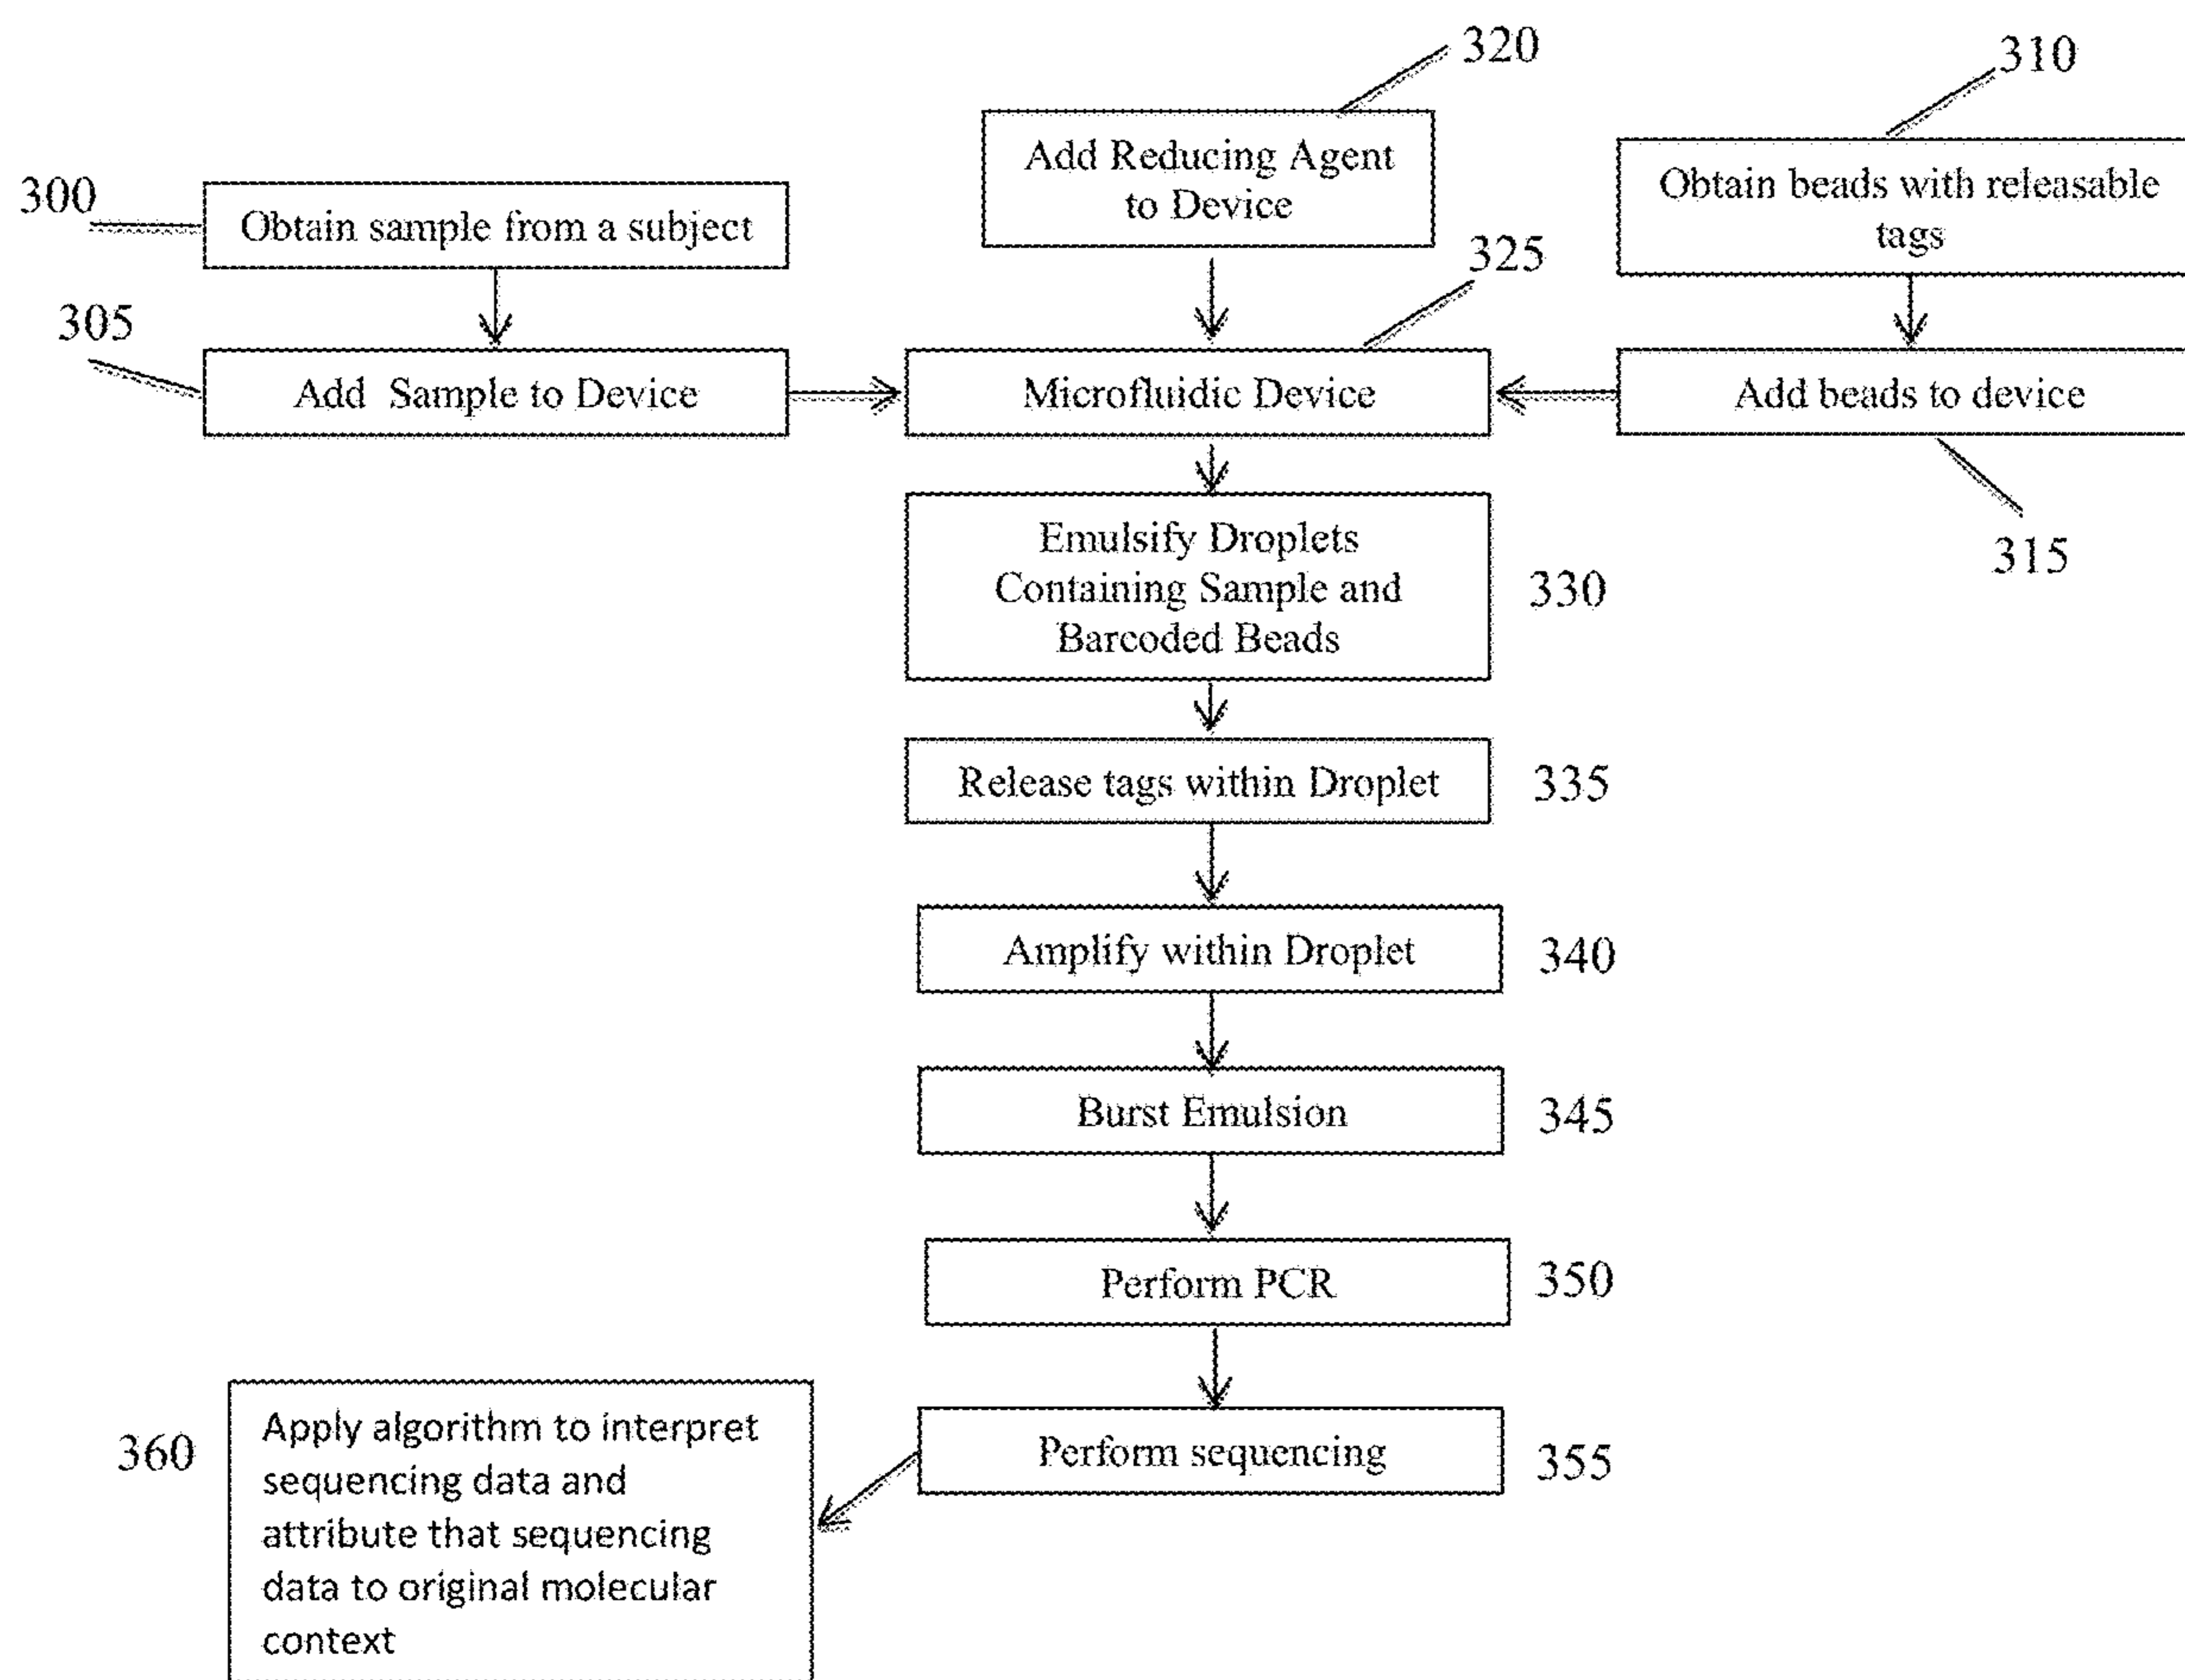 320
310
Add Reducing Agent
to Device
Obtain beads with releasable
tags
300
Obtain sample from a subject
325
305
Add Sample to Device
Microfluidic Device
Add beads to device
315
Emulsify Droplets
Containing Sample and
Barcoded Beads
330
Release tags within Droplet
335
Amplify within Droplet
340
Burst Emulsion
345
Perform PCR
350
Perform sequencing
355
360
Apply algorithm to interpret
sequencing data and
attribute that sequencing
data to original molecular
context